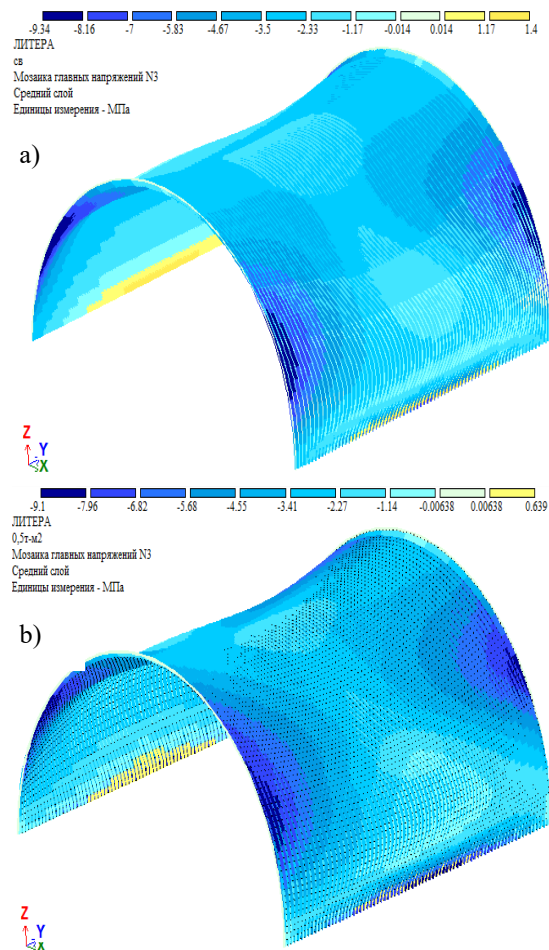 -9.34 -8.16 -7 -5.83 -4.67 -3.5 -2.33 -1.17 -0.014 0.014 1.17 1.4
ЛИТЕРА
св
Мозаика главных напряжений N3
Средний слой
Единицы измерения - МПа
a)
Z
Y
X
-9.1 -7.96 -6.82 -5.68 -4.55 -3.41 -2.27 -1.14 -0.00638 0.00638 0.639
ЛИТЕРА
0,5т-м2
Мозаика главных напряжений N3
Средний слой
Единицы измерения - МПа
b)
Z
Y
X